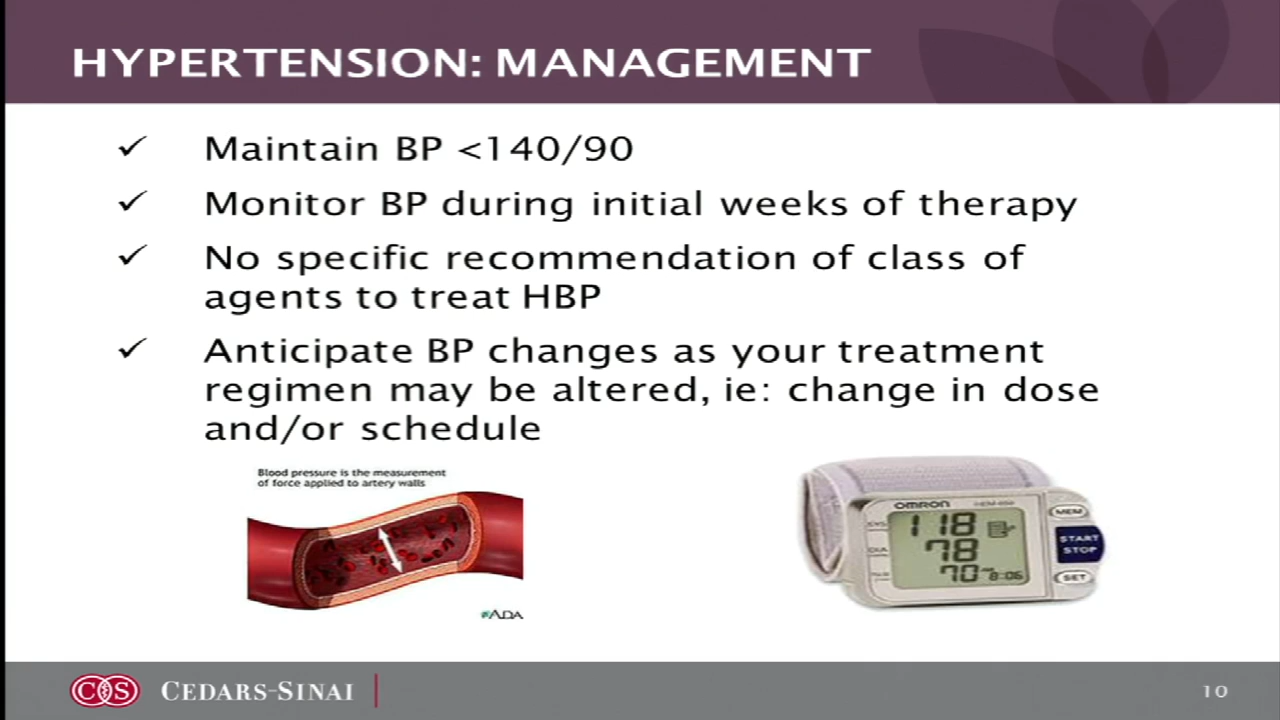 HYPERTENSION: MANAGEMENT
✓ Maintain BP <140/90
✓ Monitor BP during initial weeks of therapy
✓ No specific recommendation of class of
agents to treat HBP
✓ Anticipate BP changes as your treatment
regimen may be altered, ie: change in dose
and/or schedule
Blood pressure is the measurement
of force applied to artery walls
ADA
OMRON
118
78
70
8:06
MEM
START
STOP
SET
CS
CEDARS-SINAI
10